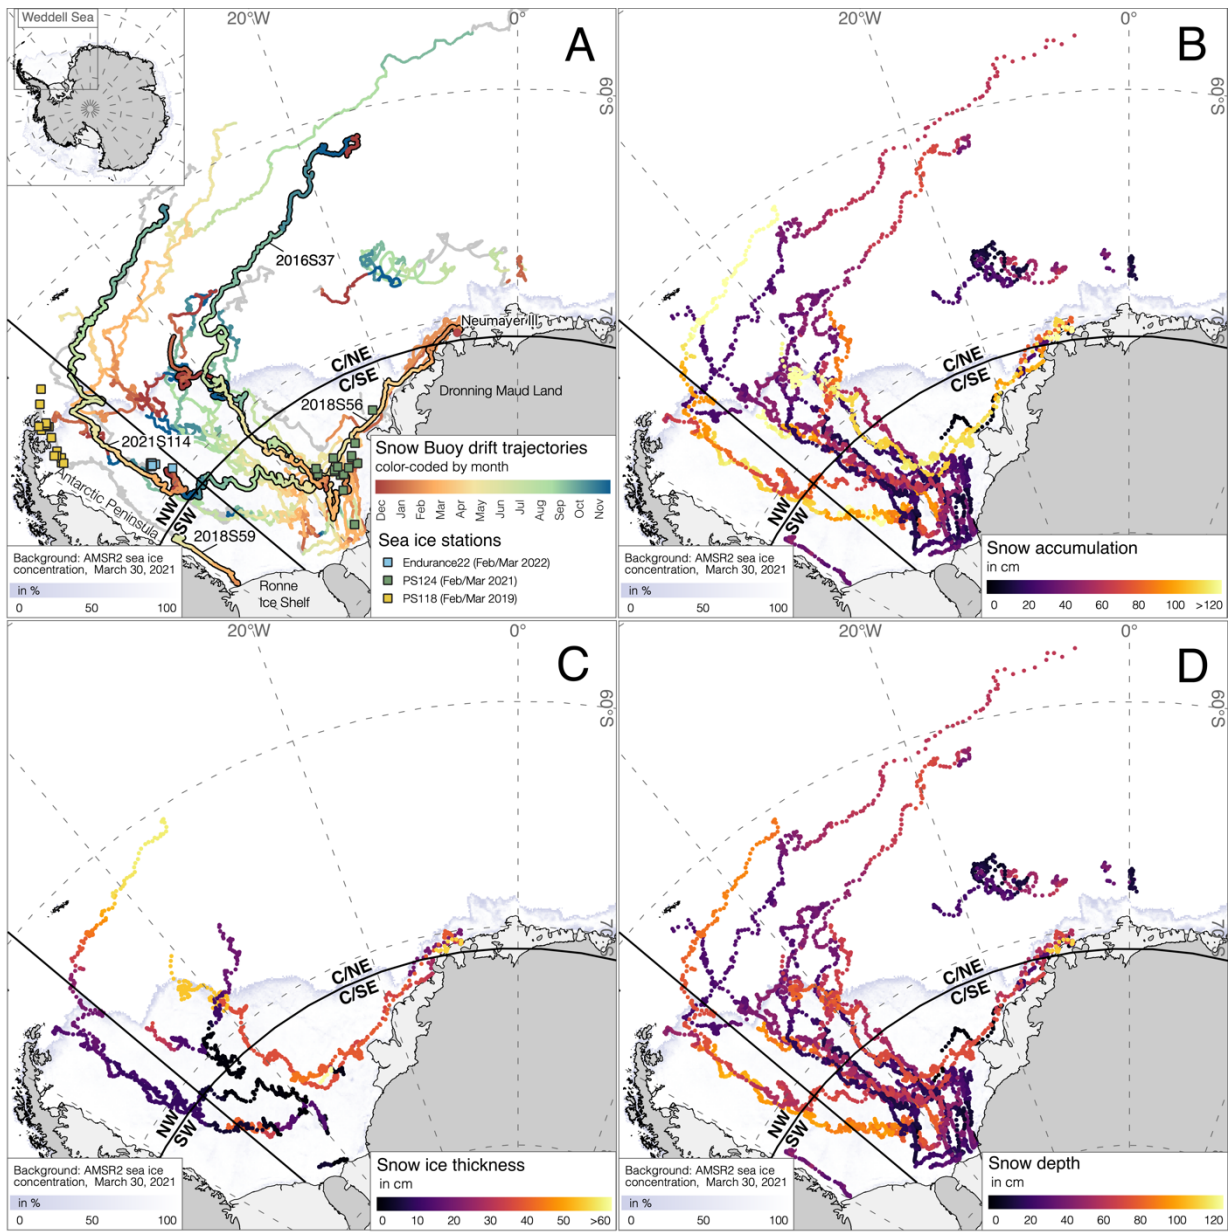 Weddell Sea
20°W
0°
A
60°S
70°S
2016S37
Neumayer III
C/NE
C/SE
Dronning Maud Land
2018S56
2021S114
Antarctic Peninsula
NW
SW
2018S59
Ronne
Ice Shelf
Snow Buoy drift trajectories
color-coded by month
Dec
Jan
Feb
Mar
Apr
May
Jun
Jul
Aug
Sep
Oct
Nov
Sea ice stations
Endurance22 (Feb/Mar 2022)
PS124 (Feb/Mar 2021)
PS118 (Feb/Mar 2019)
Background: AMSR2 sea ice
concentration, March 30, 2021
in %
0 50 100
20°W
0°
B
60°S
70°S
C/NE
C/SE
NW
SW
Background: AMSR2 sea ice
concentration, March 30, 2021
in %
0 50 100
Snow accumulation
in cm
0 20 40 60 80 100 >120
20°W
0°
C
60°S
70°S
C/NE
C/SE
NW
SW
Background: AMSR2 sea ice
concentration, March 30, 2021
in %
0 50 100
Snow ice thickness
in cm
0 10 20 30 40 50 >60
20°W
0°
D
60°S
70°S
C/NE
C/SE
NW
SW
Background: AMSR2 sea ice
concentration, March 30, 2021
in %
0 50 100
Snow depth
in cm
0 20 40 60 80 100 120